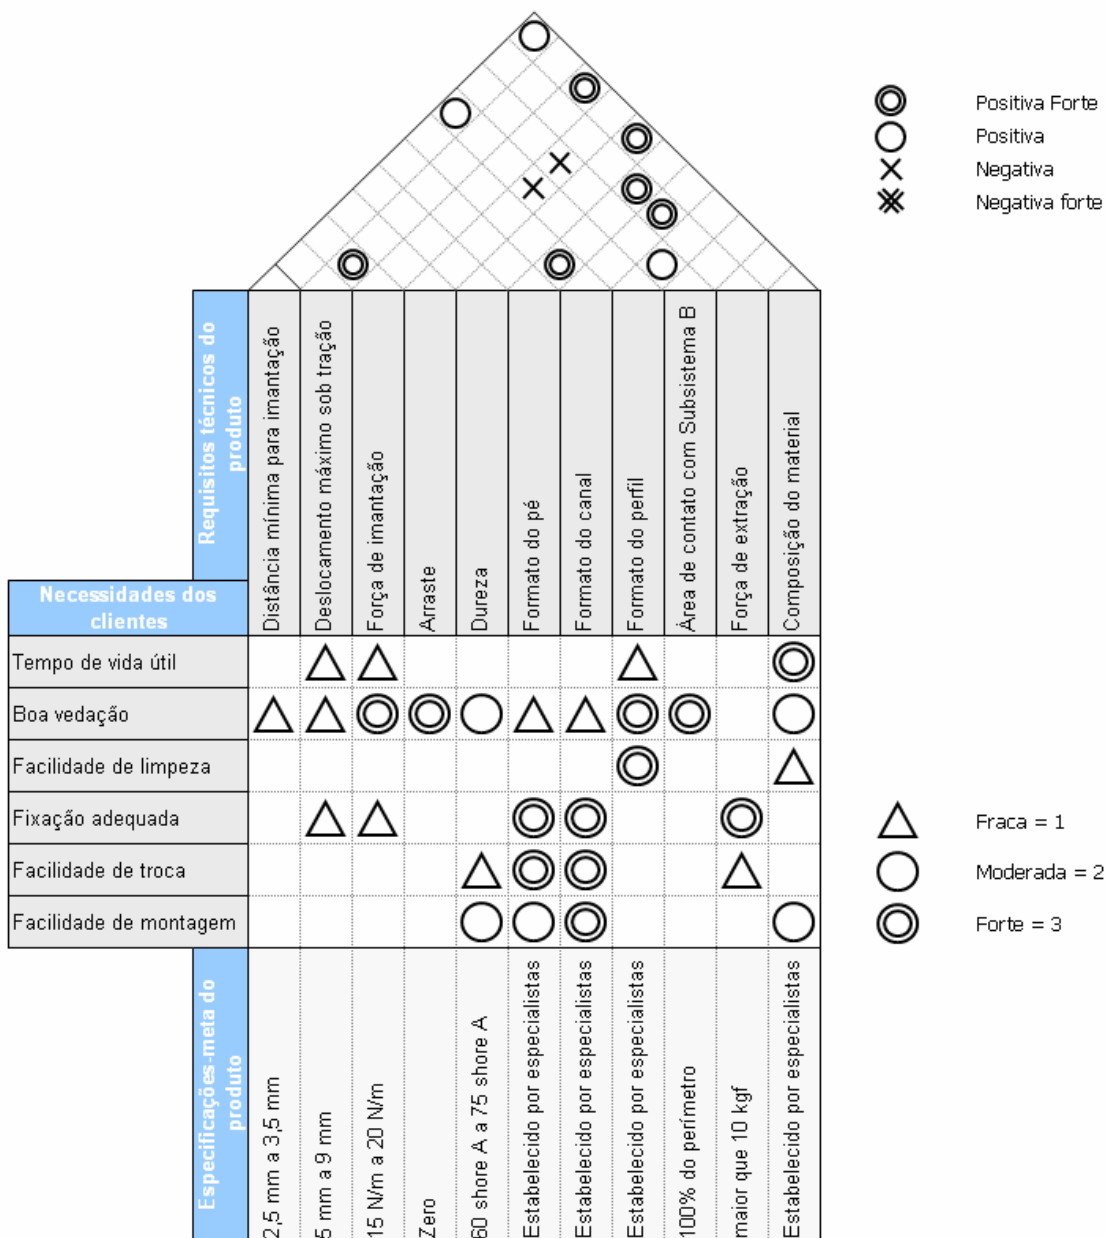 Positiva Forte
Positiva
Negativa
Negativa forte
Requisitos técnicos do
produto
Distância mínima para imantação
Deslocamento máximo sob tração
Força de imantação
Arraste
Dureza
Formato do pé
Formato do canal
Formato do perfil
Área de contato com Subsistema B
Força de extração
Composição do material
Necessidades dos
clientes
Tempo de vida útil
Boa vedação
Facilidade de limpeza
Fixação adequada
Facilidade de troca
Facilidade de montagem
Fraca = 1
Moderada = 2
Forte = 3
Especificações-meta do
produto
2,5 mm a 3,5 mm
5 mm a 9 mm
15 N/m a 20 N/m
Zero
60 shore A a 75 shore A
Estabelecido por especialistas
Estabelecido por especialistas
Estabelecido por especialistas
100% do perímetro
maior que 10 kgf
Estabelecido por especialistas